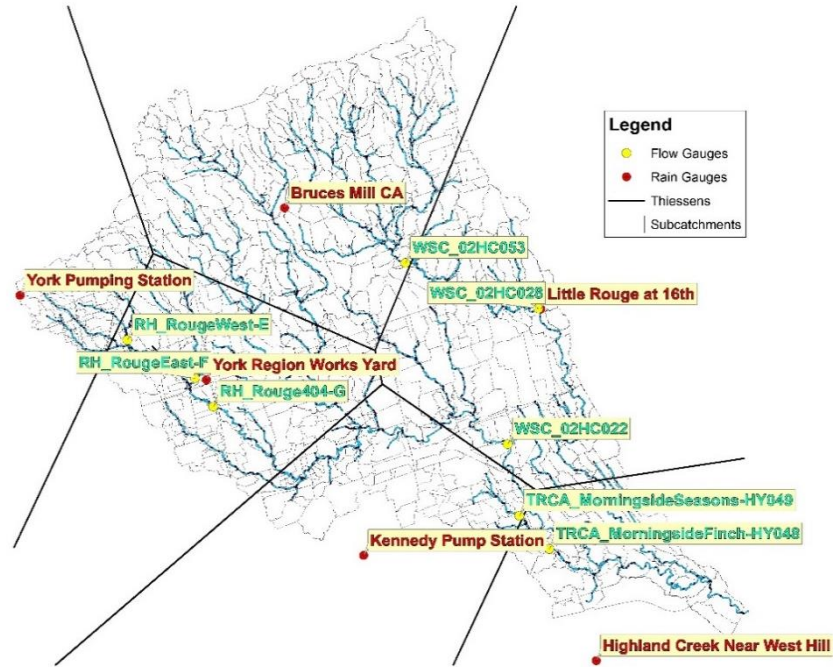 Legend
Flow Gauges
Rain Gauges
Thiessens
Subcatchments
Bruces Mill CA
WSC_02HC053
York Pumping Station
WSC_02HC028
Little Rouge at 16th
RH_RougeWest-E
RH_RougeEast-F
York Region Works Yard
RH_Rouge404-G
WSC_02HC022
TRCA_MorningsideSeasons-HY049
Kennedy Pump Station
TRCA_MorningsideFinch-HY048
Highland Creek Near West Hill